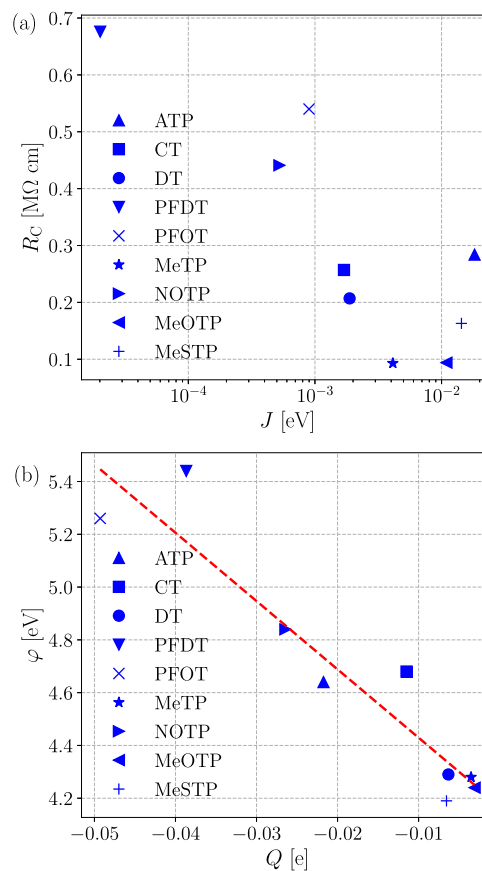 (a)
0.7
0.6
0.5
0.4
0.3
0.2
0.1
R_C [MΩ cm]
ATP
CT
DT
PFDT
PFOT
MeTP
NOTP
MeOTP
MeSTP
10^{-4}
10^{-3}
10^{-2}
J [eV]
(b)
5.4
5.2
5.0
4.8
4.6
4.4
4.2
φ [eV]
ATP
CT
DT
PFDT
PFOT
MeTP
NOTP
MeOTP
MeSTP
−0.05
−0.04
−0.03
−0.02
−0.01
Q [e]